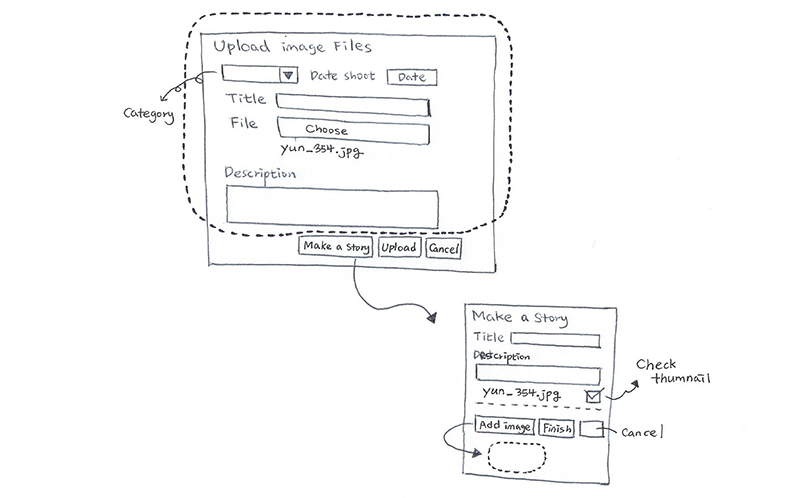 Upload image Files
Date shoot
Date
Category
Title
File
Choose
yun_354.jpg
Description
Make a Story
Upload
Cancel
Make a Story
Title
Description
Check
thumnail
yun_354.jpg
Add image
Finish
Cancel